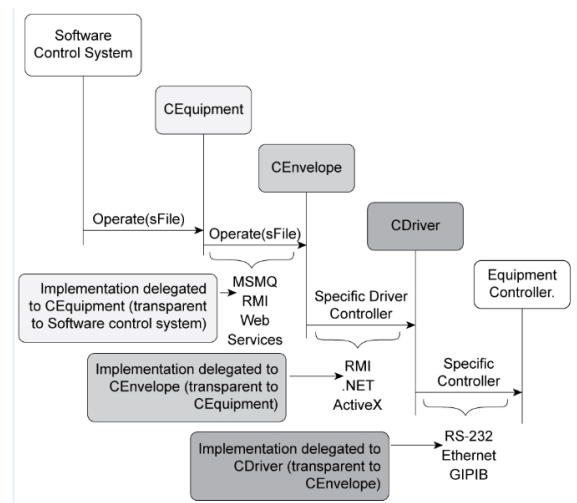 Software
Control System
CEquipment
CEnvelope
CDriver
Equipment
Controller.
Operate(sFile)
Operate(sFile)
Implementation delegated
to CEquipment (transparent
to Software control system)
MSMQ
RMI
Web
Services
Specific Driver
Controller
Implementation delegated to
CEnvelope (transparent to
CEquipment)
RMI
.NET
ActiveX
Specific
Controller
Implementation delegated to
CDriver (transparent to
CEnvelope)
RS-232
Ethernet
GIPIB